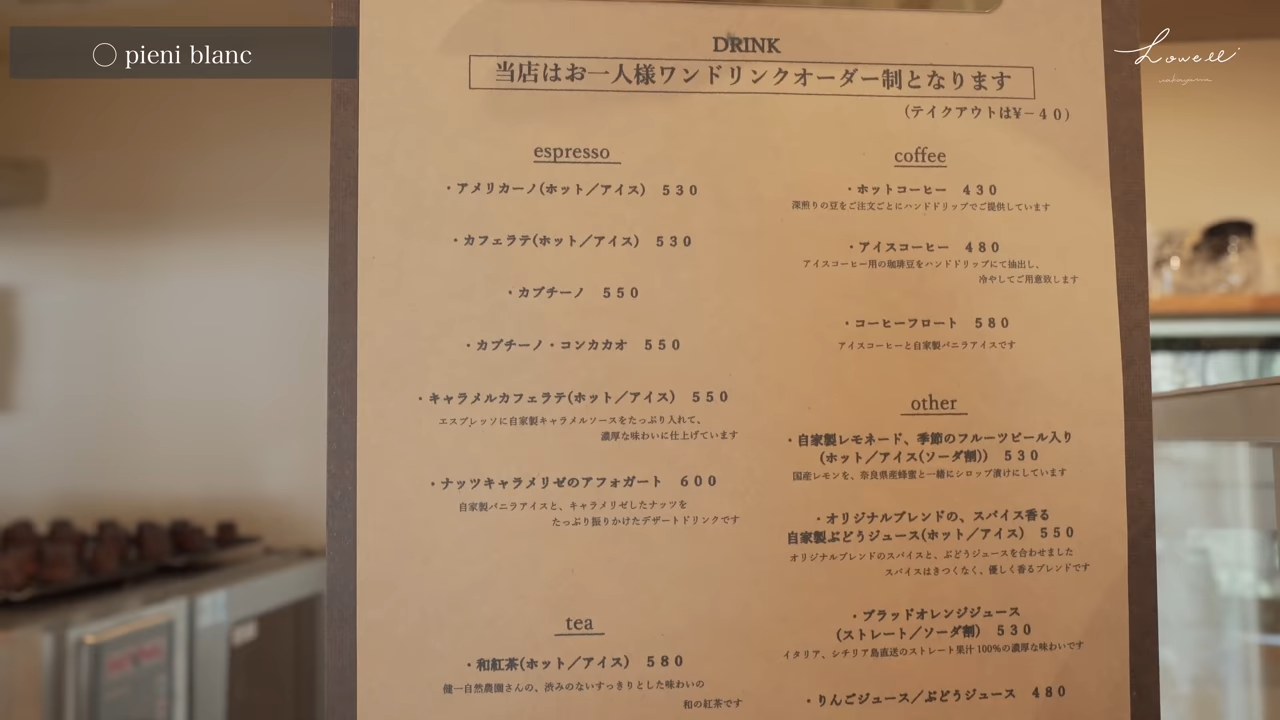 ◯ pieni blanc
Lowell
DRINK
当店はお一人様ワンドリンクオーダー制となります
(テイクアウトは¥−40)
espresso
・アメリカーノ(ホット／アイス) 530
・カフェラテ(ホット／アイス) 530
・カプチーノ 550
・カプチーノ・コンカカオ 550
・キャラメルカフェラテ(ホット／アイス) 550
エスプレッソに自家製キャラメルソースをたっぷり入れて、
濃厚な味わいに仕上げています
・ナッツキャラメリゼのアフォガート 600
自家製バニラアイスと、キャラメリゼしたナッツを
たっぷり振りかけたデザートドリンクです
tea
・和紅茶(ホット／アイス) 580
健一自然農園さんの、渋みのないすっきりとした味わいの
和の紅茶です
coffee
・ホットコーヒー 430
深煎りの豆をご注文ごとにハンドドリップでご提供しています
・アイスコーヒー 480
アイスコーヒー用の珈琲豆をハンドドリップにて抽出し、
冷やしてご用意致します
・コーヒーフロート 580
アイスコーヒーと自家製バニラアイスです
other
・自家製レモネード、季節のフルーツピール入り
(ホット／アイス(ソーダ割)) 530
国産レモンを、奈良県産蜂蜜と一緒にシロップ漬けにしています
・オリジナルブレンドの、スパイス香る
自家製ぶどうジュース(ホット／アイス) 550
オリジナルブレンドのスパイスと、ぶどうジュースを合わせました
スパイスはきつくなく、優しく香るブレンドです
・ブラッドオレンジジュース
(ストレート／ソーダ割) 530
イタリア、シチリア島直送のストレート果汁100%の濃厚な味わいです
・りんごジュース／ぶどうジュース 480